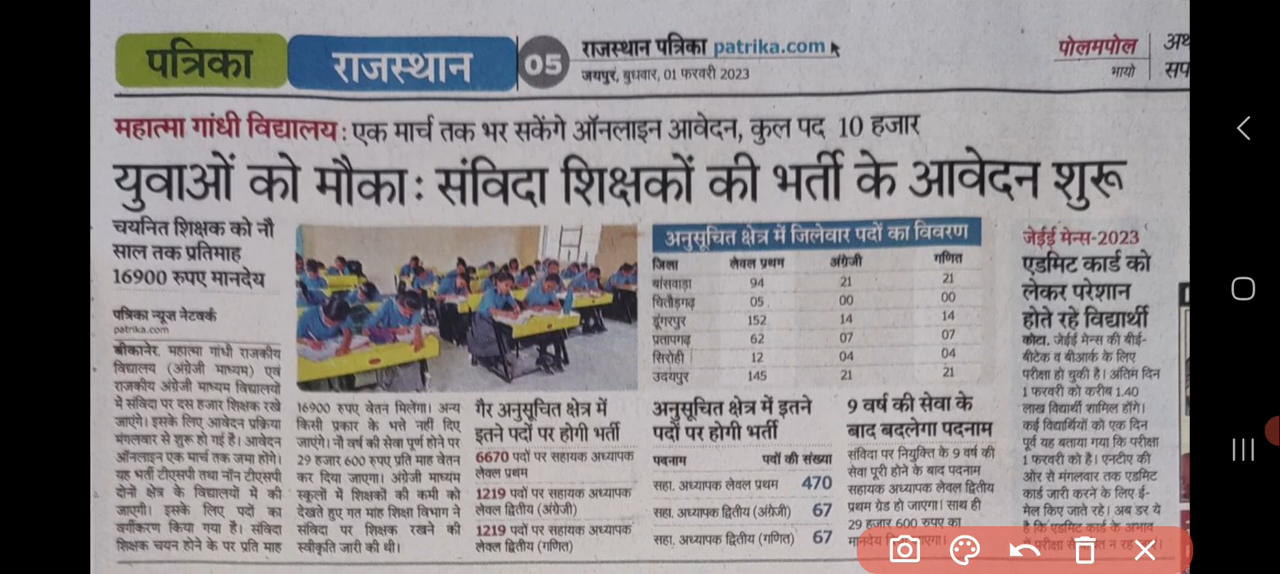 पत्रिका
राजस्थान
05
राजस्थान पत्रिका patrika.com
जयपुर, बुधवार, 01 फरवरी 2023
पोलमपोल
भायो
अथ
सप
महात्मा गांधी विद्यालय: एक मार्च तक भर सकेंगे ऑनलाइन आवेदन, कुल पद 10 हजार
युवाओं को मौका: संविदा शिक्षकों की भर्ती के आवेदन शुरू
चयनित शिक्षक को नौ
साल तक प्रतिमाह
16900 रुपए मानदेय
पत्रिका न्यूज नेटवर्क
patrika.com
बीकानेर. महात्मा गांधी राजकीय
विद्यालय (अंग्रेजी माध्यम) एवं
राजकीय अंग्रेजी माध्यम विद्यालयों
में संविदा पर दस हजार शिक्षक रखे
जाएंगे। इसके लिए आवेदन प्रक्रिया
मंगलवार से शुरू हो गई है। आवेदन
ऑनलाइन एक मार्च तक जमा होंगे।
यह भर्ती टीएसपी तथा नॉन टीएसपी
दोनों क्षेत्र के विद्यालयों में की
जाएगी। इसके लिए पदों का
वर्गीकरण किया गया है। संविदा
शिक्षक चयन होने के पर प्रति माह
16900 रुपए वेतन मिलेंगा। अन्य
किसी प्रकार के भत्ते नहीं दिए
जाएंगे। नौ वर्ष की सेवा पूर्ण होने पर
29 हजार 600 रुपए प्रति माह वेतन
कर दिया जाएगा। अंग्रेजी माध्यम
स्कूलों में शिक्षकों की कमी को
देखते हुए गत माह शिक्षा विभाग ने
संविदा पर शिक्षक रखने की
स्वीकृति जारी की थी।
गैर अनुसूचित क्षेत्र में
इतने पदों पर होगी भर्ती
6670 पदों पर सहायक अध्यापक
लेवल प्रथम
1219 पदों पर सहायक अध्यापक
लेवल द्वितीय (अंग्रेजी)
1219 पदों पर सहायक अध्यापक
लेवल द्वितीय (गणित)
अनुसूचित क्षेत्र में जिलेवार पदों का विवरण
जिला लेवल प्रथम अंग्रेजी गणित
बांसवाड़ा 94 21 21
चितौड़गढ़ 05 00 00
डूंगरपुर 152 14 14
प्रतापगढ़ 62 07 07
सिरोही 12 04 04
उदयपुर 145 21 21
अनुसूचित क्षेत्र में इतने
पदों पर होगी भर्ती
पदनाम पदों की संख्या
सहा. अध्यापक लेवल प्रथम 470
सहा. अध्यापक द्वितीय (अंग्रेजी) 67
सहा. अध्यापक द्वितीय (गणित) 67
9 वर्ष की सेवा के
बाद बदलेगा पदनाम
संविदा पर नियुक्ति के 9 वर्ष की
सेवा पूरी होने के बाद पदनाम
सहायक अध्यापक लेवल द्वितीय
प्रथम ग्रेड हो जाएगा। साथ ही
29 हजार 600 रुपए का
जेईई मेन्स-2023
एडमिट कार्ड को
लेकर परेशान
होते रहे विद्यार्थी
कोटा. जेईई मेन्स की बीई-
बीटेक व बीआर्क के लिए
परीक्षा हो चुकी है। अंतिम दिन
1 फरवरी को करीब 1.40
लाख विद्यार्थी शामिल होंगे।
कई विद्यार्थियों को एक दिन
पूर्व यह बताया गया कि परीक्षा
1 फरवरी को है। एनटीए की
ओर से मंगलवार तक एडमिट
कार्ड जारी करने के लिए ई-
मेल किए जाते रहे। अब डर ये
है कि एडमिट कार्ड के अभाव